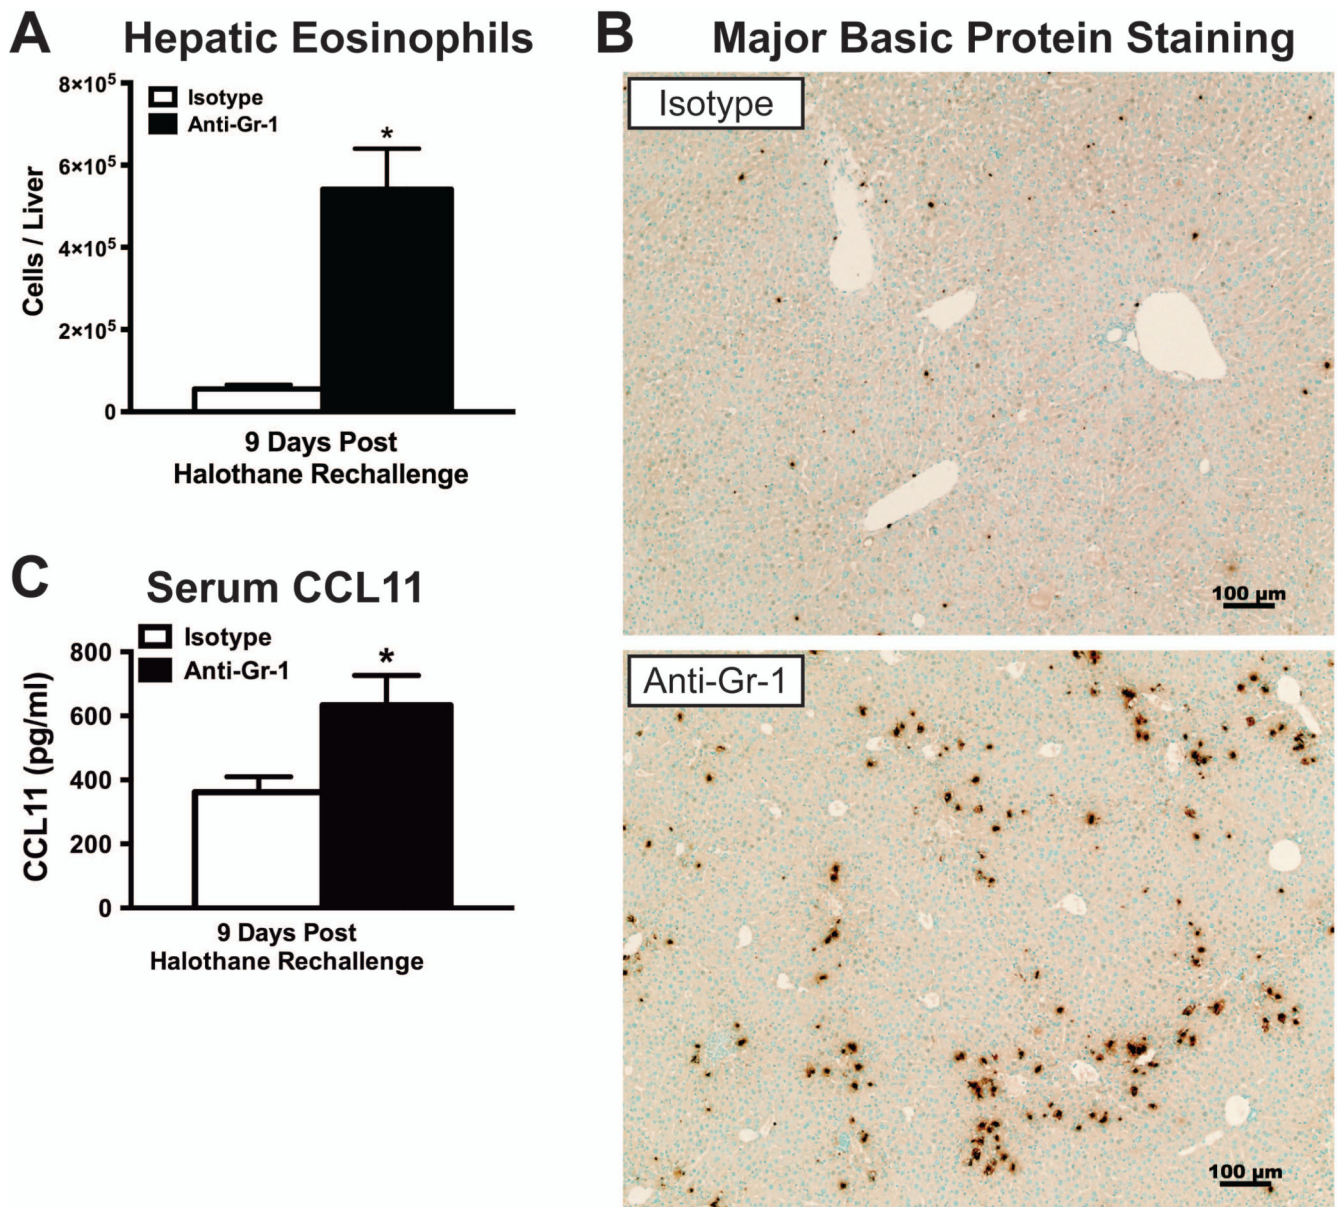 A Hepatic Eosinophils
8×10⁵
6×10⁵
4×10⁵
2×10⁵
0
Cells / Liver
Isotype
Anti-Gr-1
*
9 Days Post
Halothane Rechallenge
B Major Basic Protein Staining
Isotype
100 µm
Anti-Gr-1
100 µm
C Serum CCL11
800
600
400
200
0
CCL11 (pg/ml)
Isotype
Anti-Gr-1
*
9 Days Post
Halothane Rechallenge